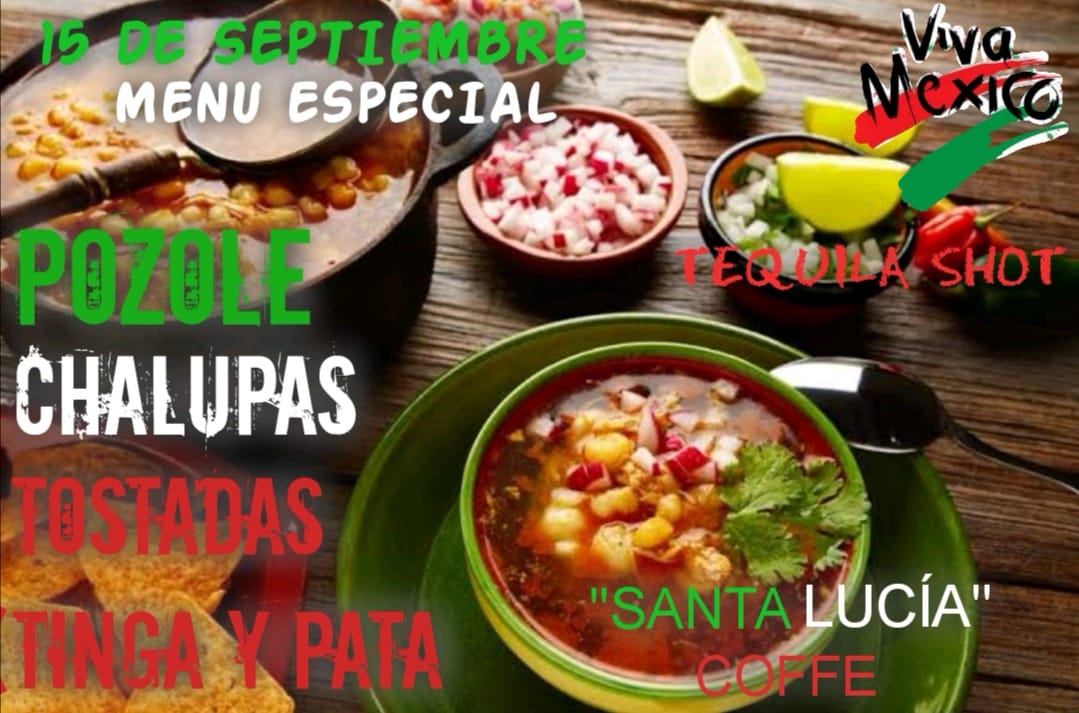 15 DE SEPTIEMBRE
MENU ESPECIAL
Viva
Mexico
POZOLE
TEQUILA SHOT
CHALUPAS
TOSTADAS
(TINGA Y PATA
"SANTA LUCÍA"
COFFE